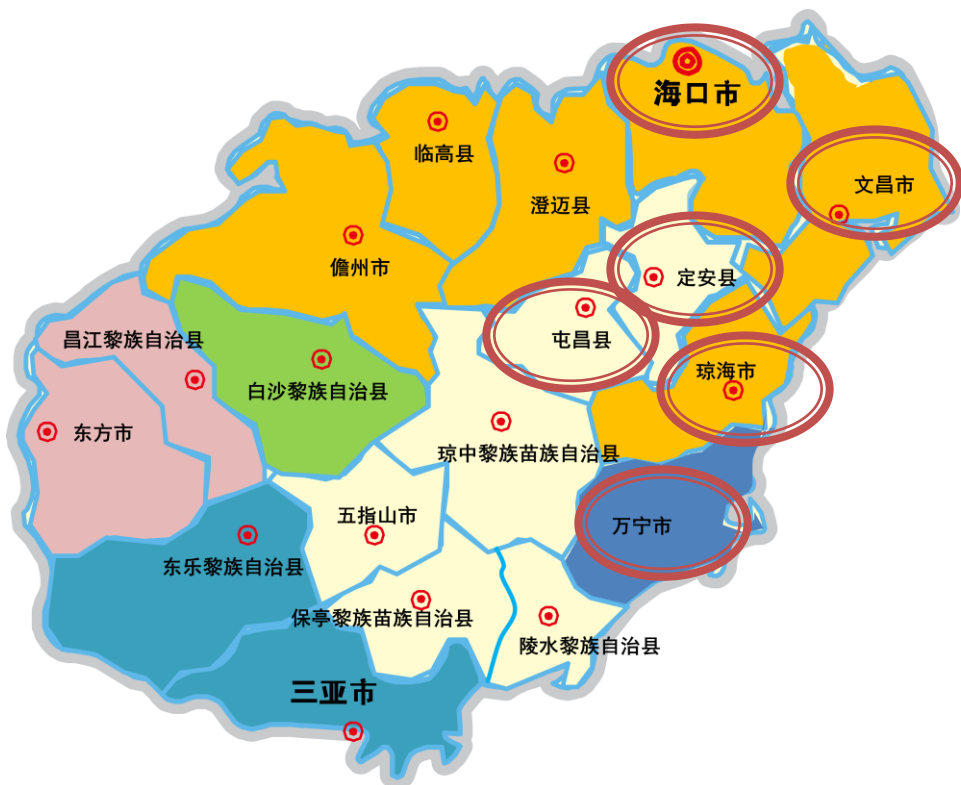 海口市
临高县
文昌市
澄迈县
儋州市
定安县
昌江黎族自治县
屯昌县
琼海市
白沙黎族自治县
东方市
琼中黎族苗族自治县
五指山市
万宁市
东乐黎族自治县
保亭黎族苗族自治县
陵水黎族自治县
三亚市